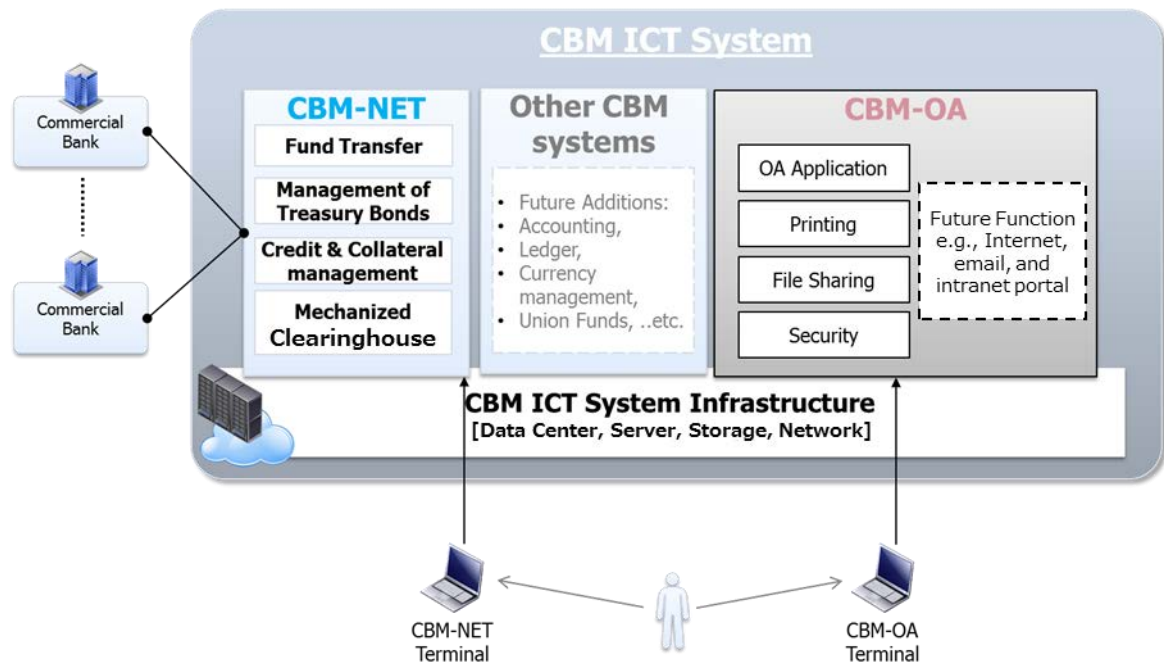 CBM ICT System
Commercial
Bank
Commercial
Bank
CBM-NET
Fund Transfer
Management of
Treasury Bonds
Credit & Collateral
management
Mechanized
Clearinghouse
Other CBM
systems
• Future Additions:
• Accounting,
• Ledger,
• Currency
management,
• Union Funds, ..etc.
CBM-OA
OA Application
Printing
File Sharing
Security
Future Function
e.g., Internet,
email, and
intranet portal
CBM ICT System Infrastructure
[Data Center, Server, Storage, Network]
CBM-NET
Terminal
CBM-OA
Terminal